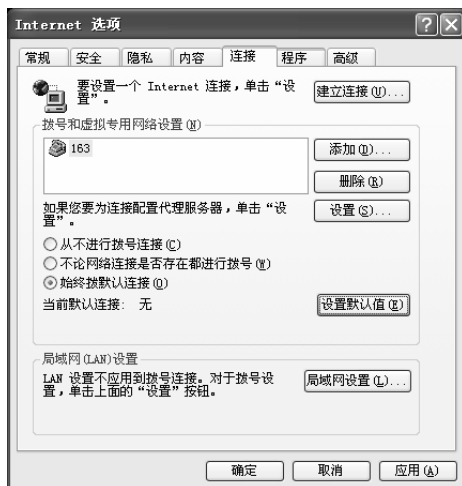 Internet 选项
常规 安全 隐私 内容 连接 程序 高级
要设置一个 Internet 连接，单击“设
置”。
建立连接(U)...
拨号和虚拟专用网络设置(N)
163
添加(D)...
删除(R)
如果您要为连接配置代理服务器，单击“设
置”。
设置(S)...
从不进行拨号连接(C)
不论网络连接是否存在都进行拨号(W)
始终拨默认连接(O)
当前默认连接: 无
设置默认值(E)
局域网(LAN)设置
LAN 设置不应用到拨号连接。对于拨号设
置，单击上面的“设置”按钮。
局域网设置(L)...
确定 取消 应用(A)